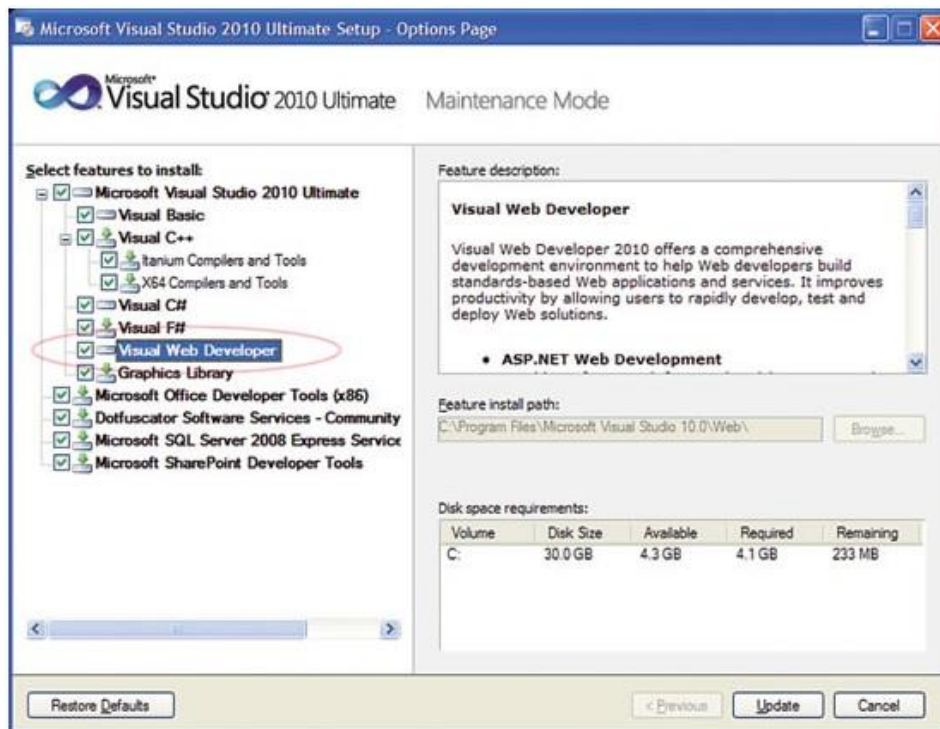 Microsoft Visual Studio 2010 Ultimate Setup - Options Page
Microsoft®
Visual Studio® 2010 Ultimate Maintenance Mode
Select features to install:
Microsoft Visual Studio 2010 Ultimate
Visual Basic
Visual C++
Itanium Compilers and Tools
X64 Compilers and Tools
Visual C#
Visual F#
Visual Web Developer
Graphics Library
Microsoft Office Developer Tools (x86)
Dotfuscator Software Services - Community
Microsoft SQL Server 2008 Express Service
Microsoft SharePoint Developer Tools
Feature description:
Visual Web Developer
Visual Web Developer 2010 offers a comprehensive
development environment to help Web developers build
standards-based Web applications and services. It improves
productivity by allowing users to rapidly develop, test and
deploy Web solutions.
• ASP.NET Web Development
Feature install path:
C:\Program Files\Microsoft Visual Studio 10.0\Web\ Browse...
Disk space requirements:
Volume Disk Size Available Required Remaining
C: 30.0 GB 4.3 GB 4.1 GB 233 MB
Restore Defaults < Previous Update Cancel